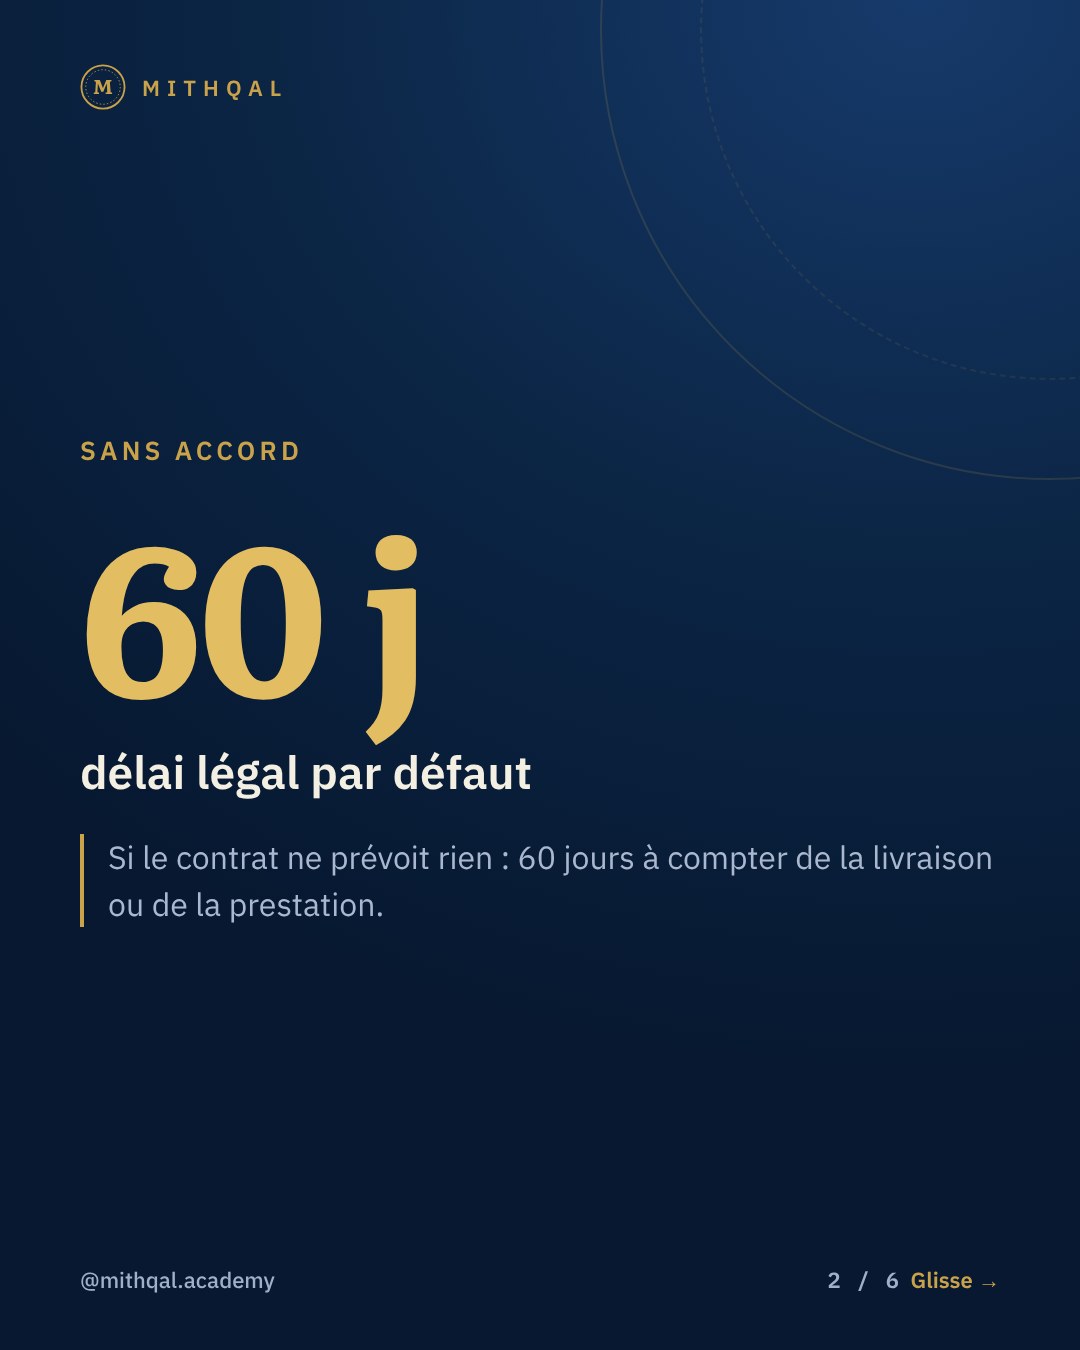 M MITHQAL
SANS ACCORD
60 j
délai légal par défaut
Si le contrat ne prévoit rien : 60 jours à compter de la livraison
ou de la prestation.
@mithqal.academy
2 / 6 Glisse →